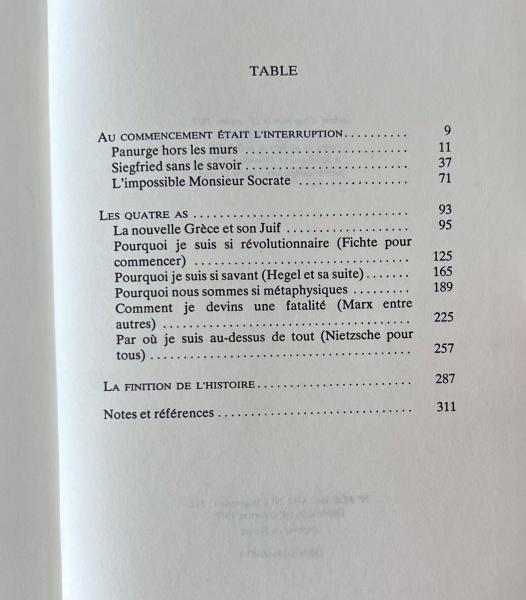 TABLE
AU COMMENCEMENT ÉTAIT L'INTERRUPTION.......... 9
Panurge hors les murs ......................... 11
Siegfried sans le savoir......................... 37
L'impossible Monsieur Socrate ................ 71
LES QUATRE AS ................................. 93
La nouvelle Grèce et son Juif ................... 95
Pourquoi je suis si révolutionnaire (Fichte pour
commencer) ................................. 125
Pourquoi je suis si savant (Hegel et sa suite)....... 165
Pourquoi nous sommes si métaphysiques ......... 189
Comment je devins une fatalité (Marx entre
autres) ...................................... 225
Par où je suis au-dessus de tout (Nietzsche pour
tous)........................................ 257
LA FINITION DE L'HISTOIRE........................ 287
Notes et références.............................. 311